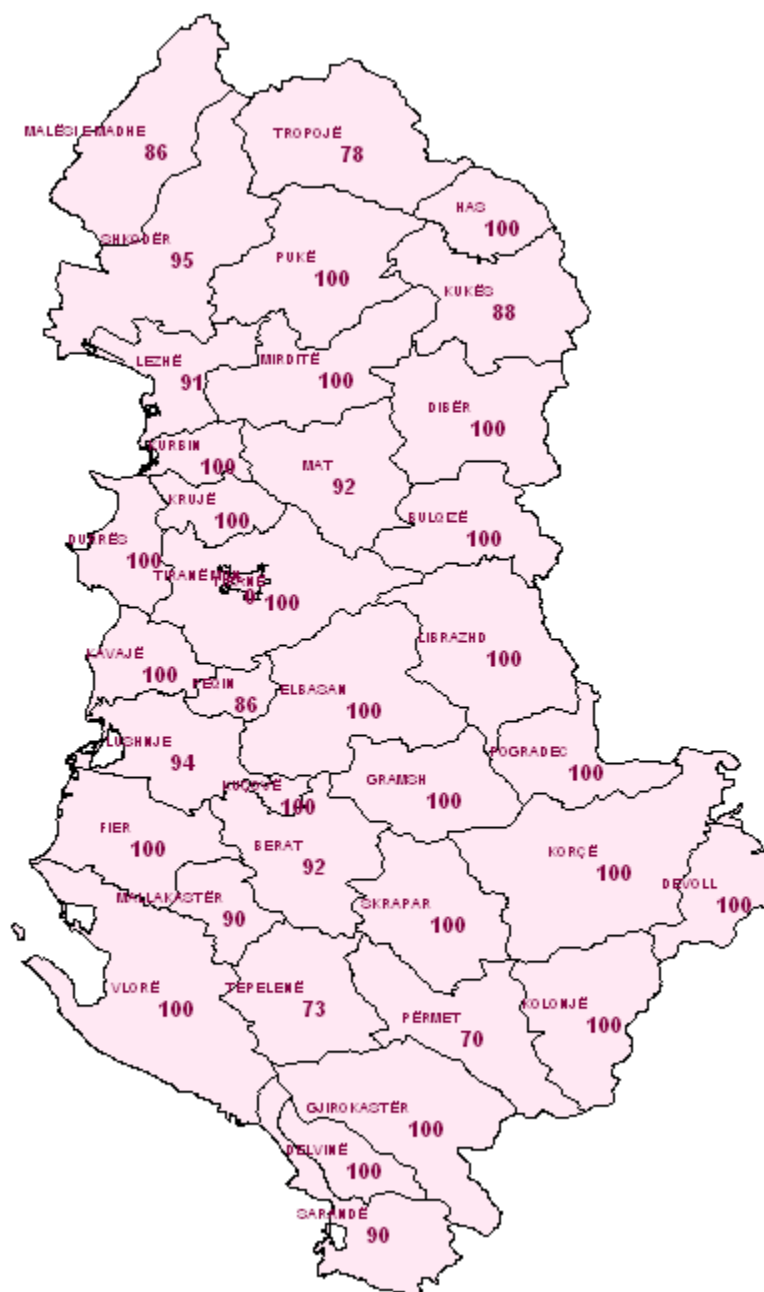 MALËSI E MADHE
86
TROPOJË
78
HAS
100
SHKODËR
95
PUKË
100
KUKËS
88
LEZHË
91
MIRDITË
100
DIBËR
100
KURBIN
100
MAT
92
KRUJË
100
BULQIZË
100
DURRËS
100
0
100
LIBRAZHD
100
KAVAJË
100
PEQIN
86
ELBASAN
100
LUSHNJE
94
POGRADEC
100
KUÇOVË
100
GRAMSH
100
FIER
100
BERAT
92
KORÇË
100
DEVOLL
100
MALLAKASTËR
90
SKRAPAR
100
VLORË
100
TEPELENË
73
PËRMET
70
KOLONJË
100
GJIROKASTËR
100
DELVINË
100
SARANDË
90